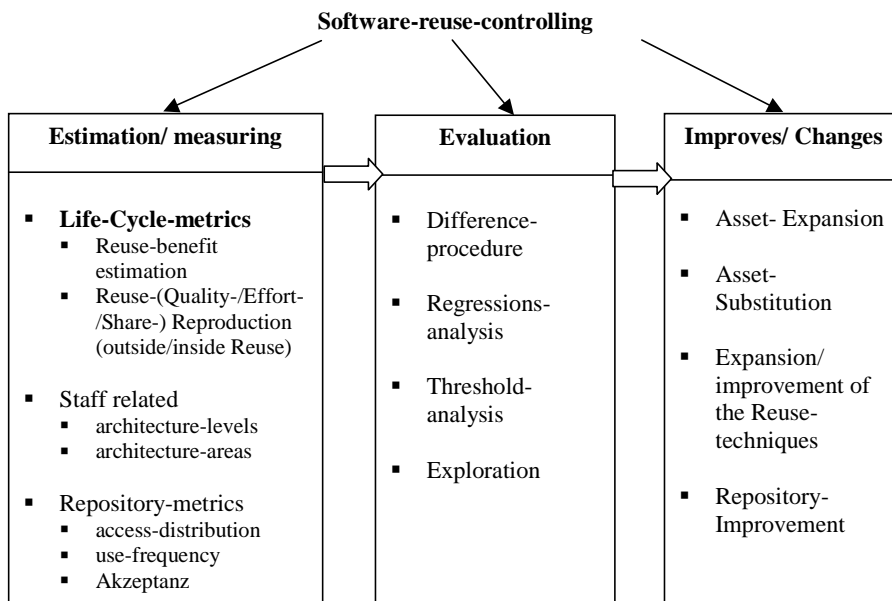 Software-reuse-controlling
Estimation/ measuring
▪ Life-Cycle-metrics
▪ Reuse-benefit
estimation
▪ Reuse-(Quality-/Effort-
/Share-) Reproduction
(outside/inside Reuse)
▪ Staff related
▪ architecture-levels
▪ architecture-areas
▪ Repository-metrics
▪ access-distribution
▪ use-frequency
▪ Akzeptanz
Evaluation
▪ Difference-
procedure
▪ Regressions-
analysis
▪ Threshold-
analysis
▪ Exploration
Improves/ Changes
▪ Asset- Expansion
▪ Asset-
Substitution
▪ Expansion/
improvement of
the Reuse-
techniques
▪ Repository-
Improvement